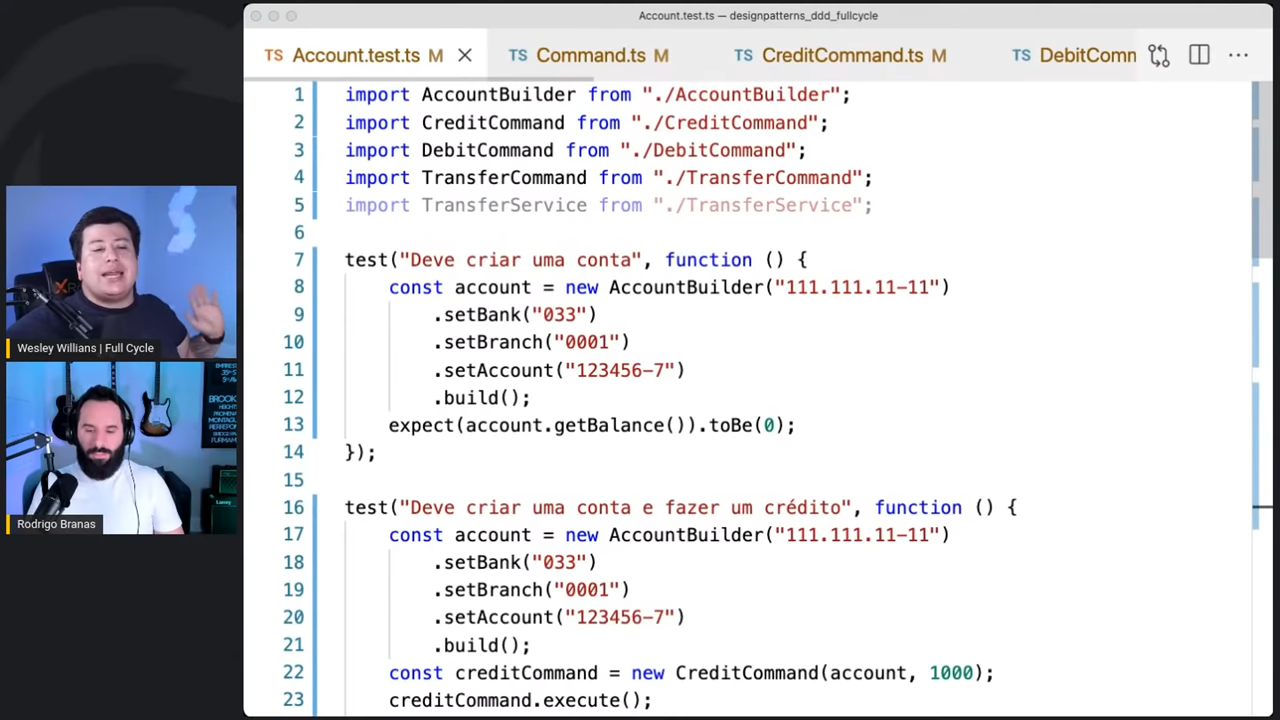 Account.test.ts — designpatterns_ddd_fullcycle
TS Account.test.ts M
TS Command.ts M
TS CreditCommand.ts M
TS DebitComm
1 import AccountBuilder from "./AccountBuilder";
2 import CreditCommand from "./CreditCommand";
3 import DebitCommand from "./DebitCommand";
4 import TransferCommand from "./TransferCommand";
5 import TransferService from "./TransferService";
6
7 test("Deve criar uma conta", function () {
8 const account = new AccountBuilder("111.111.11-11")
9 .setBank("033")
10 .setBranch("0001")
11 .setAccount("123456-7")
12 .build();
13 expect(account.getBalance()).toBe(0);
14 });
15
16 test("Deve criar uma conta e fazer um crédito", function () {
17 const account = new AccountBuilder("111.111.11-11")
18 .setBank("033")
19 .setBranch("0001")
20 .setAccount("123456-7")
21 .build();
22 const creditCommand = new CreditCommand(account, 1000);
23 creditCommand.execute();
Wesley Willians | Full Cycle
BROOK
Rodrigo Branas